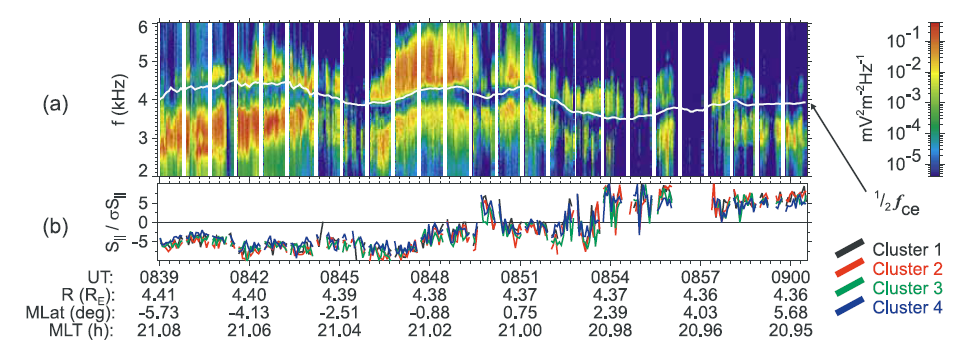 (a)
f (kHz)
6
5
4
3
2
10⁻¹
10⁻²
10⁻³
10⁻⁴
10⁻⁵
mV²m⁻²Hz⁻¹
½ fce
(b)
S|| / σS||
5
0
−5
UT: 0839 0842 0845 0848 0851 0854 0857 0900
R (RE): 4.41 4.40 4.39 4.38 4.37 4.37 4.36 4.36
MLat (deg): −5.73 −4.13 −2.51 −0.88 0.75 2.39 4.03 5.68
MLT (h): 21.08 21.06 21.04 21.02 21.00 20.98 20.96 20.95
Cluster 1
Cluster 2
Cluster 3
Cluster 4